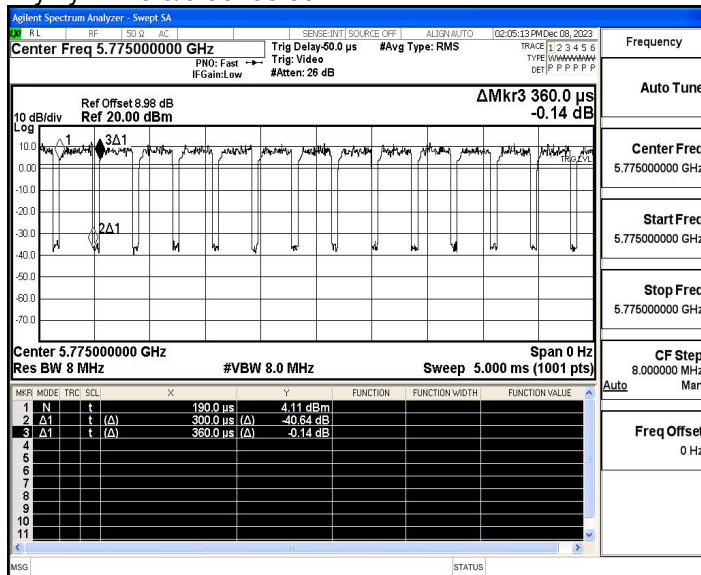 Agilent Spectrum Analyzer - Swept SA
RL RF 50 Ω AC SENSE:INT SOURCE OFF ALIGN AUTO 02:05:13 PM Dec 08, 2023
Center Freq 5.775000000 GHz
PNO: Fast
IFGain:Low
Trig Delay-50.0 µs
Trig: Video
#Atten: 26 dB
#Avg Type: RMS
TRACE 1 2 3 4 5 6
TYPE WWWWWW
DET P P P P P P
Ref Offset 8.98 dB
10 dB/div Ref 20.00 dBm
Log
ΔMkr3 360.0 µs
-0.14 dB
1
3Δ1
2Δ1
TRIG LVL
10.0
0.00
-10.0
-20.0
-30.0
-40.0
-50.0
-60.0
-70.0
Center 5.775000000 GHz Span 0 Hz
Res BW 8 MHz #VBW 8.0 MHz Sweep 5.000 ms (1001 pts)
MKR MODE TRC SCL X Y FUNCTION FUNCTION WIDTH FUNCTION VALUE
1 N t 190.0 µs 4.11 dBm
2 Δ1 t (Δ) 300.0 µs (Δ) -40.64 dB
3 Δ1 t (Δ) 360.0 µs (Δ) -0.14 dB
4
5
6
7
8
9
10
11
MSG STATUS
Frequency
Auto Tune
Center Freq
5.775000000 GHz
Start Freq
5.775000000 GHz
Stop Freq
5.775000000 GHz
CF Step
8.000000 MHz
Auto Man
Freq Offset
0 Hz